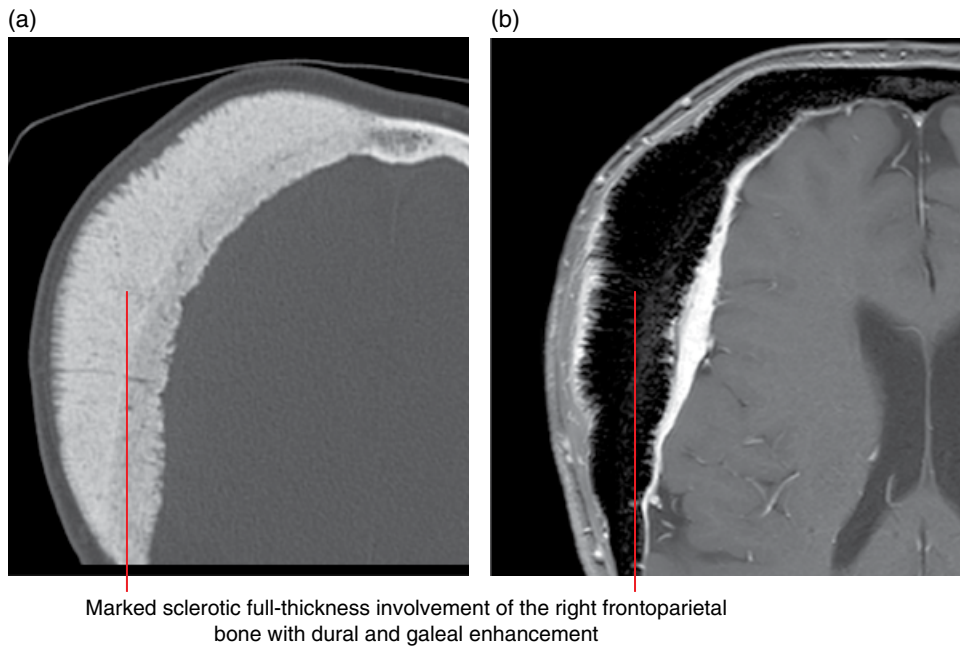 (a)
(b)
Marked sclerotic full-thickness involvement of the right frontoparietal
bone with dural and galeal enhancement